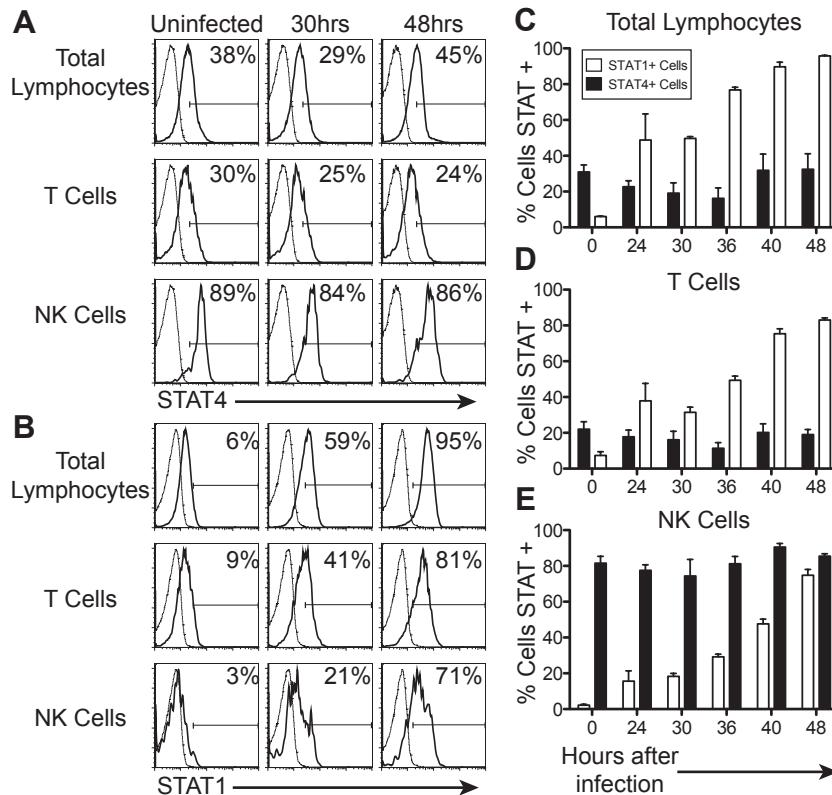 A
Uninfected 30hrs 48hrs
Total Lymphocytes
38% 29% 45%
T Cells
30% 25% 24%
NK Cells
89% 84% 86%
STAT4
B
Total Lymphocytes
6% 59% 95%
T Cells
9% 41% 81%
NK Cells
3% 21% 71%
STAT1
C
Total Lymphocytes
% Cells STAT +
100
80
60
40
20
0
STAT1+ Cells
STAT4+ Cells
0 24 30 36 40 48
D
T Cells
% Cells STAT +
100
80
60
40
20
0
0 24 30 36 40 48
E
NK Cells
% Cells STAT +
100
80
60
40
20
0
0 24 30 36 40 48
Hours after
infection